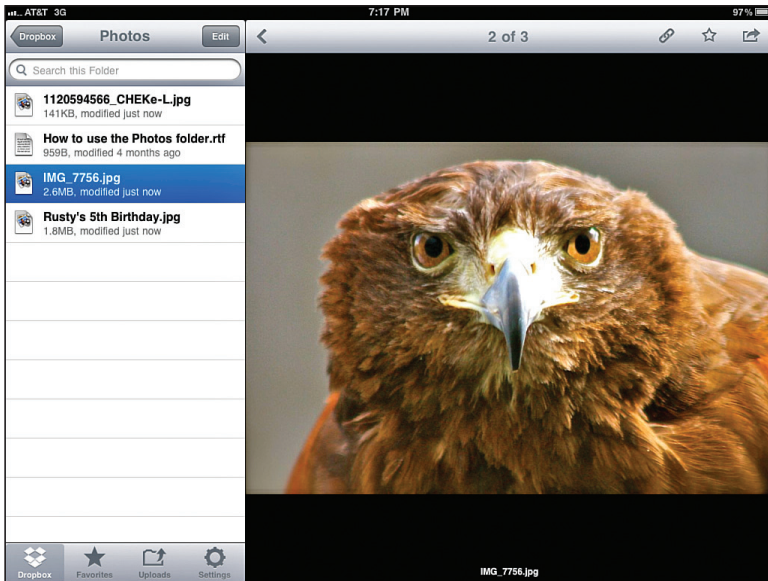 AT&T 3G 7:17 PM 97%
Dropbox Photos Edit
2 of 3
Search this Folder
1120594566_CHEKe-L.jpg
141KB, modified just now
How to use the Photos folder.rtf
959B, modified 4 months ago
IMG_7756.jpg
2.6MB, modified just now
Rusty's 5th Birthday.jpg
1.8MB, modified just now
Dropbox Favorites Uploads Settings
IMG_7756.jpg